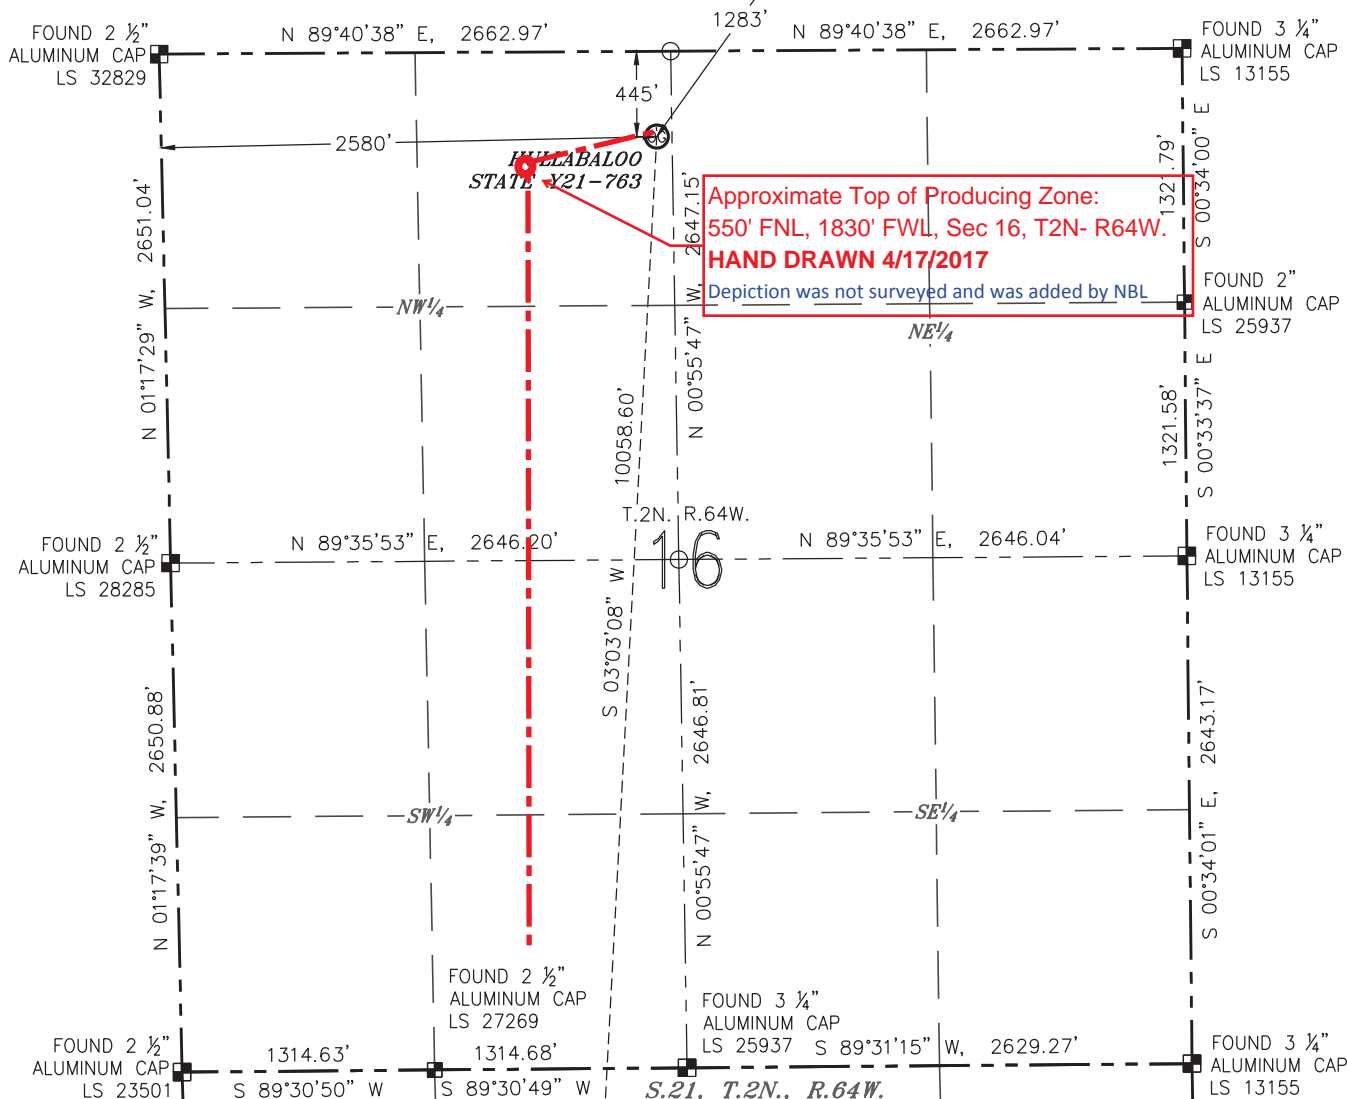 1283'
FOUND 2 ½"
ALUMINUM CAP
LS 32829
N 89°40'38" E, 2662.97'
N 89°40'38" E, 2662.97'
FOUND 3 ¼"
ALUMINUM CAP
LS 13155
445'
2580'
HULLABALOO
STATE Y21-763
N 01°17'29" W, 2651.04'
N 00°55'47" W, 2647.15'
1321.79'
S 00°34'00" E
Approximate Top of Producing Zone:
550' FNL, 1830' FWL, Sec 16, T2N- R64W.
HAND DRAWN 4/17/2017
Depiction was not surveyed and was added by NBL
NW¼
NE¼
FOUND 2"
ALUMINUM CAP
LS 25937
1321.58'
S 00°33'37" E
S 03°03'08" W 10058.60'
T.2N. R.64W.
16
FOUND 2 ½"
ALUMINUM CAP
LS 28285
N 89°35'53" E, 2646.20'
N 89°35'53" E, 2646.04'
FOUND 3 ¼"
ALUMINUM CAP
LS 13155
N 01°17'39" W, 2650.88'
N 00°55'47" W, 2646.81'
S 00°34'01" E, 2643.17'
SW¼
SE¼
FOUND 2 ½"
ALUMINUM CAP
LS 27269
FOUND 3 ¼"
ALUMINUM CAP
LS 25937
FOUND 2 ½"
ALUMINUM CAP
LS 23501
1314.63'
S 89°30'50" W
1314.68'
S 89°30'49" W
S 89°31'15" W, 2629.27'
FOUND 3 ¼"
ALUMINUM CAP
LS 13155
S.21, T.2N., R.64W.